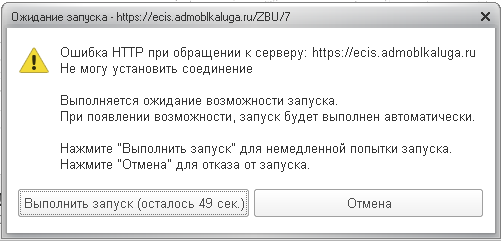 Ожидание запуска - https://ecis.admoblkaluga.ru/ZBU/7
Ошибка HTTP при обращении к серверу: https://ecis.admoblkaluga.ru
Не могу установить соединение
Выполняется ожидание возможности запуска.
При появлении возможности, запуск будет выполнен автоматически.
Нажмите "Выполнить запуск" для немедленной попытки запуска.
Нажмите "Отмена" для отказа от запуска.
Выполнить запуск (осталось 49 сек.)
Отмена